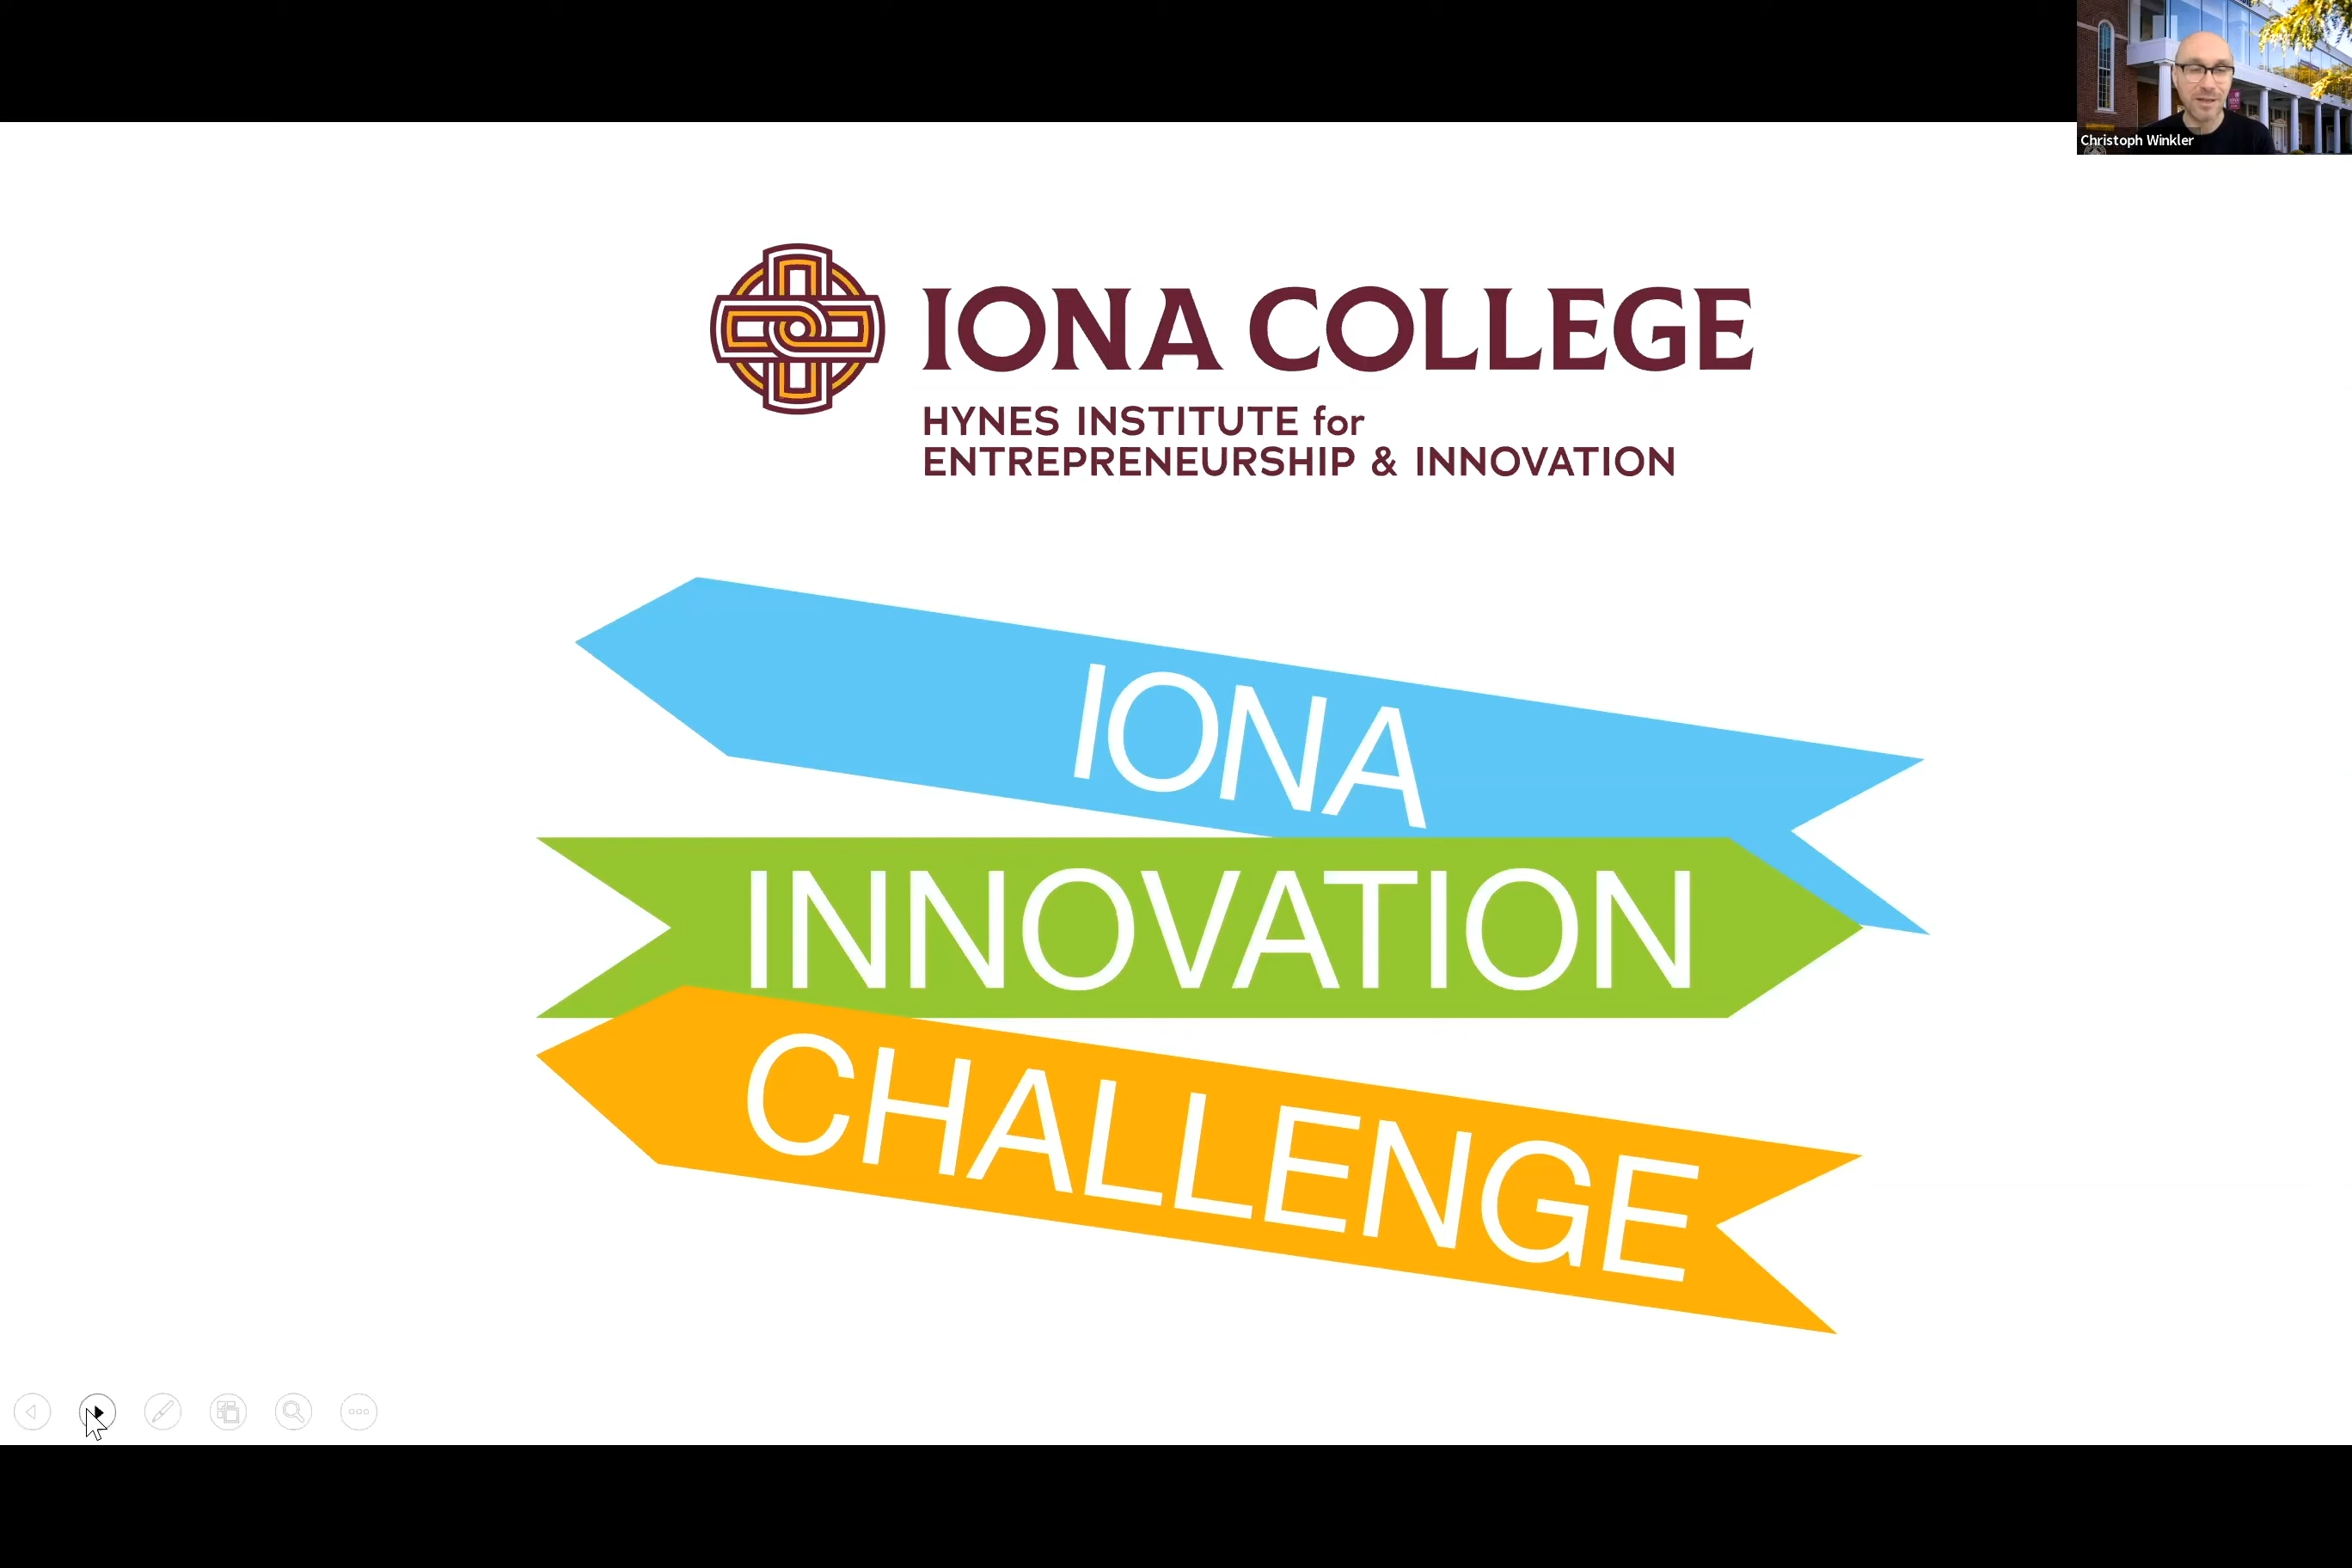 Christoph Winkler
IONA COLLEGE
HYNES INSTITUTE for
ENTREPRENEURSHIP & INNOVATION
IONA
INNOVATION
CHALLENGE